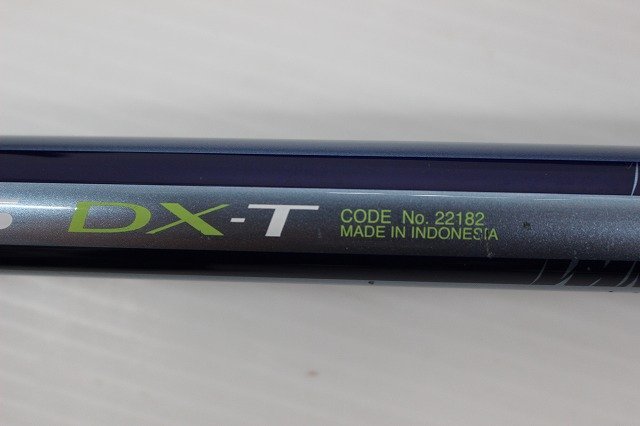 DX-T
CODE No. 22182
MADE IN INDONESIA